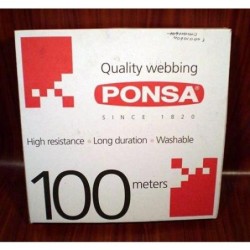 Quality webbing
PONSA®
SINCE 1820
High resistance Long duration Washable
100 meters